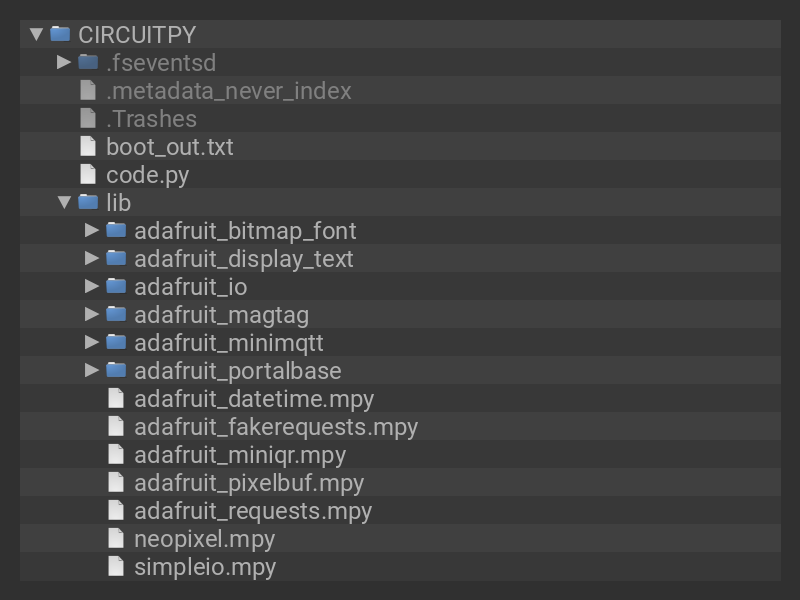 CIRCUITPY
.fseventsd
.metadata_never_index
.Trashes
boot_out.txt
code.py
lib
adafruit_bitmap_font
adafruit_display_text
adafruit_io
adafruit_magtag
adafruit_minimqtt
adafruit_portalbase
adafruit_datetime.mpy
adafruit_fakerequests.mpy
adafruit_miniqr.mpy
adafruit_pixelbuf.mpy
adafruit_requests.mpy
neopixel.mpy
simpleio.mpy